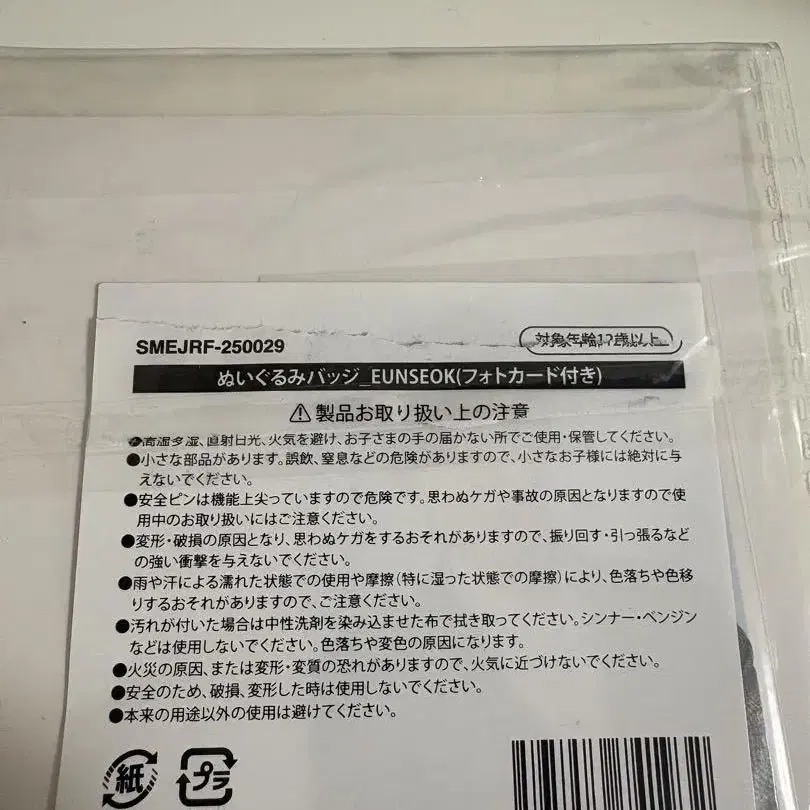 SMEJRF-250029
対象年齢12歳以上
ぬいぐるみバッジ_EUNSEOK(フォトカード付き)
⚠製品お取り扱い上の注意
●高温多湿、直射日光、火気を避け、お子さまの手の届かない所でご使用・保管してください。
●小さな部品があります。誤飲、窒息などの危険がありますので、小さなお子様には絶対に与
えないでください。
●安全ピンは機能上尖っていますので危険です。思わぬケガや事故の原因となりますので使
用中のお取り扱いにはご注意ください。
●変形・破損の原因となり、思わぬケガをするおそれがありますので、振り回す・引っ張るなど
の強い衝撃を与えないでください。
●雨や汗による濡れた状態での使用や摩擦(特に湿った状態での摩擦)により、色落ちや色移
りするおそれがありますので、ご注意ください。
●汚れが付いた場合は中性洗剤を染み込ませた布で拭き取ってください。シンナー・ベンジン
などは使用しないでください。色落ちや変色の原因になります。
●火災の原因、または変形・変質の恐れがありますので、火気に近づけないでください。
●安全のため、破損、変形した時は使用しないでください。
●本来の用途以外の使用は避けてください。
紙
プラ